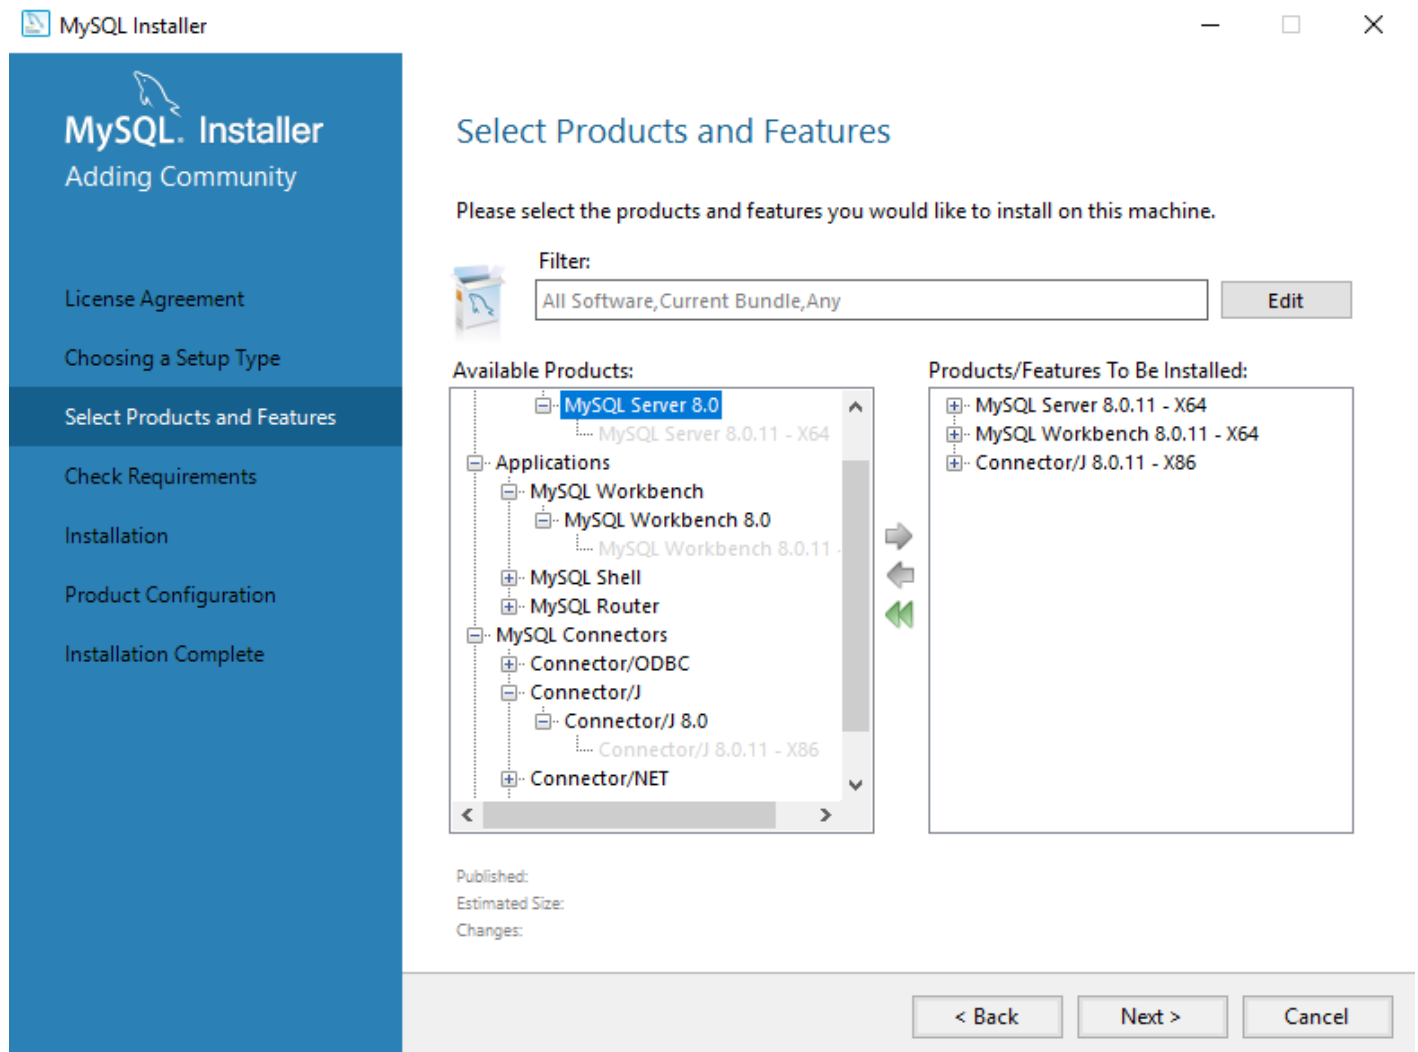 MySQL Installer
MySQL. Installer
Adding Community
License Agreement
Choosing a Setup Type
Select Products and Features
Check Requirements
Installation
Product Configuration
Installation Complete
Select Products and Features
Please select the products and features you would like to install on this machine.
Filter:
All Software,Current Bundle,Any
Edit
Available Products:
MySQL Server 8.0
MySQL Server 8.0.11 - X64
Applications
MySQL Workbench
MySQL Workbench 8.0
MySQL Workbench 8.0.11 -
MySQL Shell
MySQL Router
MySQL Connectors
Connector/ODBC
Connector/J
Connector/J 8.0
Connector/J 8.0.11 - X86
Connector/NET
Products/Features To Be Installed:
MySQL Server 8.0.11 - X64
MySQL Workbench 8.0.11 - X64
Connector/J 8.0.11 - X86
Published:
Estimated Size:
Changes:
< Back
Next >
Cancel